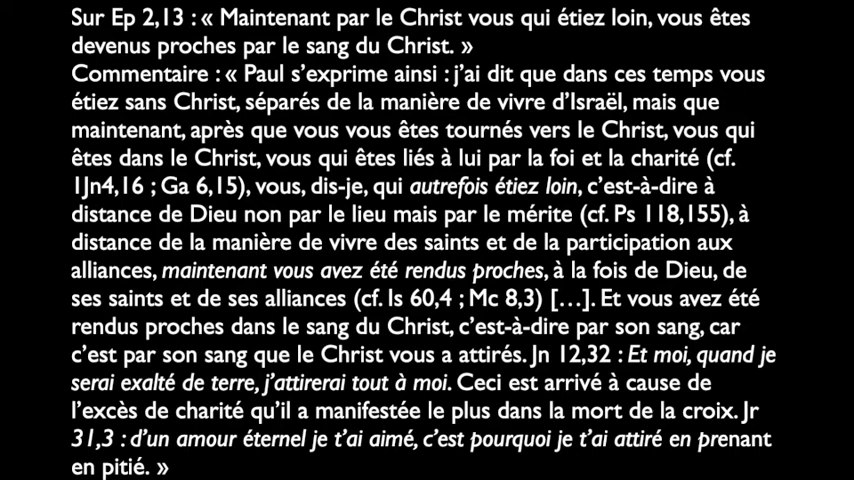 Sur Ep 2,13 : « Maintenant par le Christ vous qui étiez loin, vous êtes
devenus proches par le sang du Christ. »
Commentaire : « Paul s'exprime ainsi : j'ai dit que dans ces temps vous
étiez sans Christ, séparés de la manière de vivre d'Israël, mais que
maintenant, après que vous vous êtes tournés vers le Christ, vous qui
êtes dans le Christ, vous qui êtes liés à lui par la foi et la charité (cf.
1Jn4,16 ; Ga 6,15), vous, dis-je, qui autrefois étiez loin, c'est-à-dire à
distance de Dieu non par le lieu mais par le mérite (cf. Ps 118,155), à
distance de la manière de vivre des saints et de la participation aux
alliances, maintenant vous avez été rendus proches, à la fois de Dieu, de
ses saints et de ses alliances (cf. Is 60,4 ; Mc 8,3) […]. Et vous avez été
rendus proches dans le sang du Christ, c'est-à-dire par son sang, car
c'est par son sang que le Christ vous a attirés. Jn 12,32 : Et moi, quand je
serai exalté de terre, j'attirerai tout à moi. Ceci est arrivé à cause de
l'excès de charité qu'il a manifestée le plus dans la mort de la croix. Jr
31,3 : d'un amour éternel je t'ai aimé, c'est pourquoi je t'ai attiré en prenant
en pitié. »